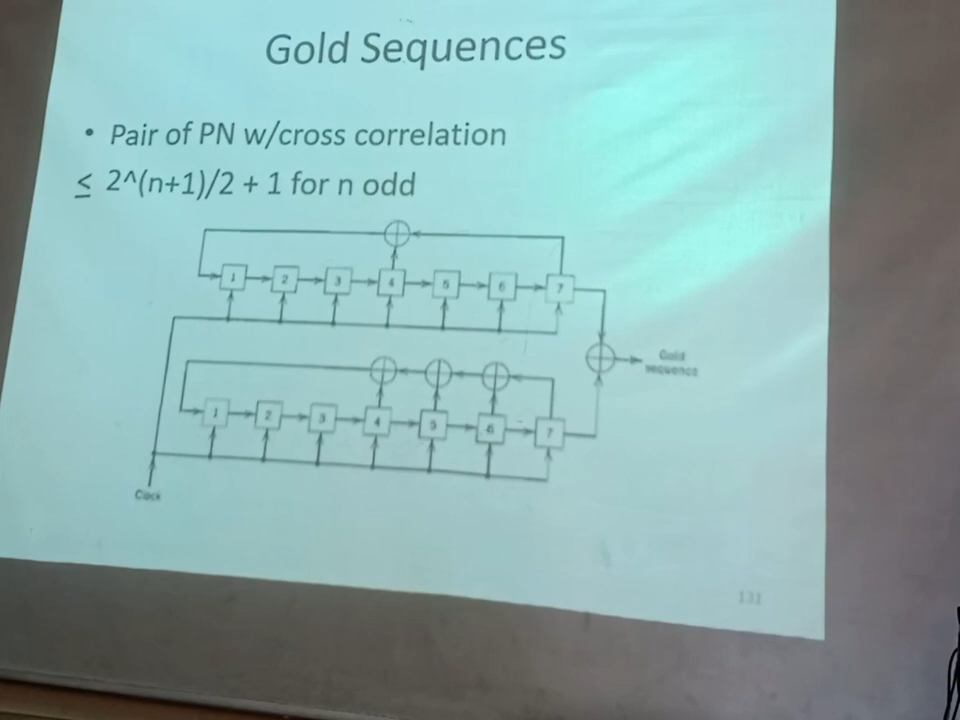 Gold Sequences
• Pair of PN w/cross correlation
≤ 2^(n+1)/2 + 1 for n odd
1 2 3 4 5 6 7
Gold
sequence
1 2 3 4 5 6 7
Clock
131